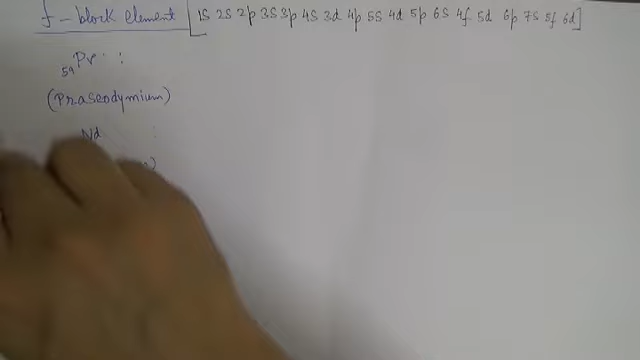 f - block element [1S 2S 2p 3S 3p 4S 3d 4p 5S 4d 5p 6S 4f 5d 6p 7S 5f 6d]
59Pr :
(Praseodymium)
Nd :
)